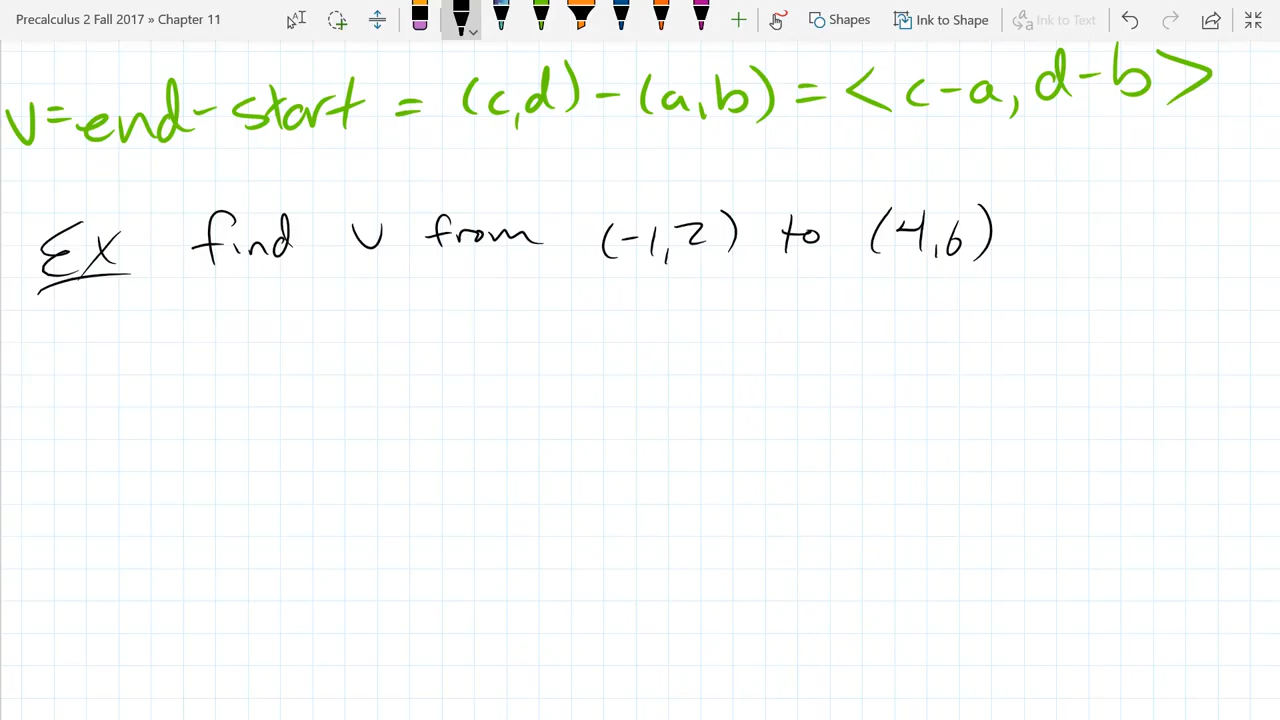 Precalculus 2 Fall 2017 » Chapter 11
Shapes
Ink to Shape
Ink to Text
v = end - start = (c,d) - (a,b) = <c-a, d-b>
Ex find v from (-1,2) to (4,6)